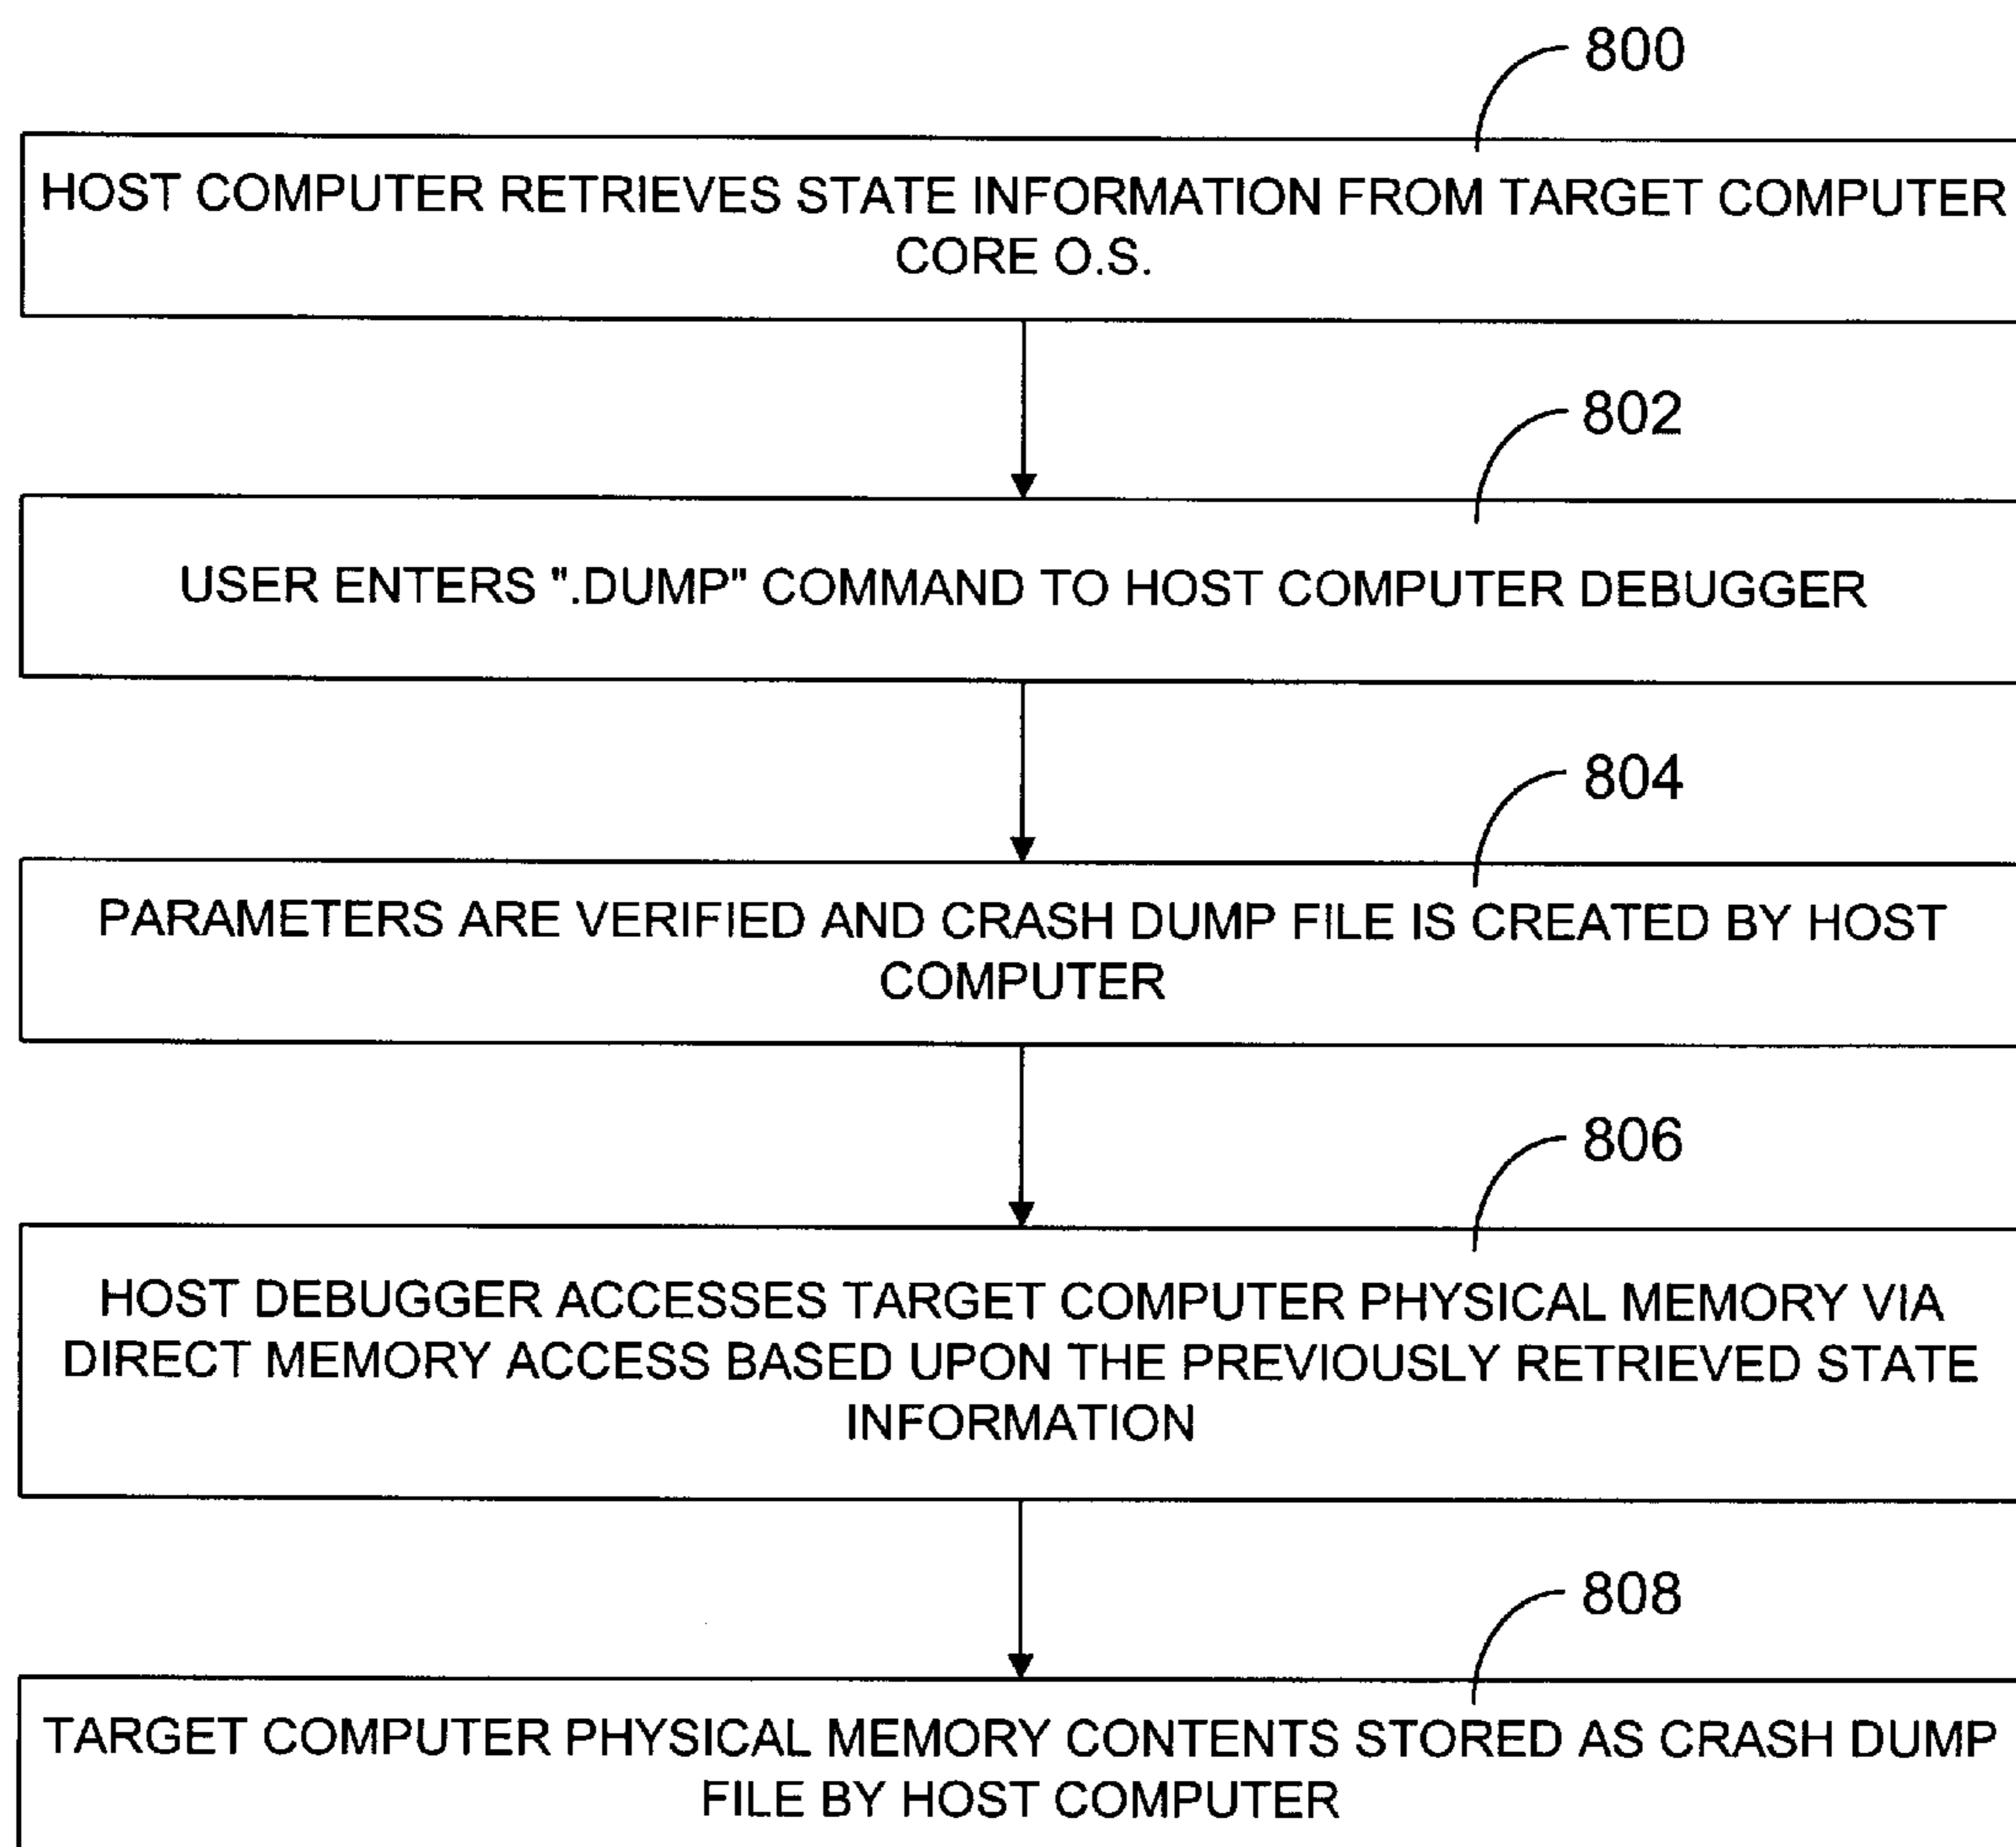 800
HOST COMPUTER RETRIEVES STATE INFORMATION FROM TARGET COMPUTER
CORE O.S.
802
USER ENTERS ".DUMP" COMMAND TO HOST COMPUTER DEBUGGER
804
PARAMETERS ARE VERIFIED AND CRASH DUMP FILE IS CREATED BY HOST
COMPUTER
806
HOST DEBUGGER ACCESSES TARGET COMPUTER PHYSICAL MEMORY VIA
DIRECT MEMORY ACCESS BASED UPON THE PREVIOUSLY RETRIEVED STATE
INFORMATION
808
TARGET COMPUTER PHYSICAL MEMORY CONTENTS STORED AS CRASH DUMP
FILE BY HOST COMPUTER